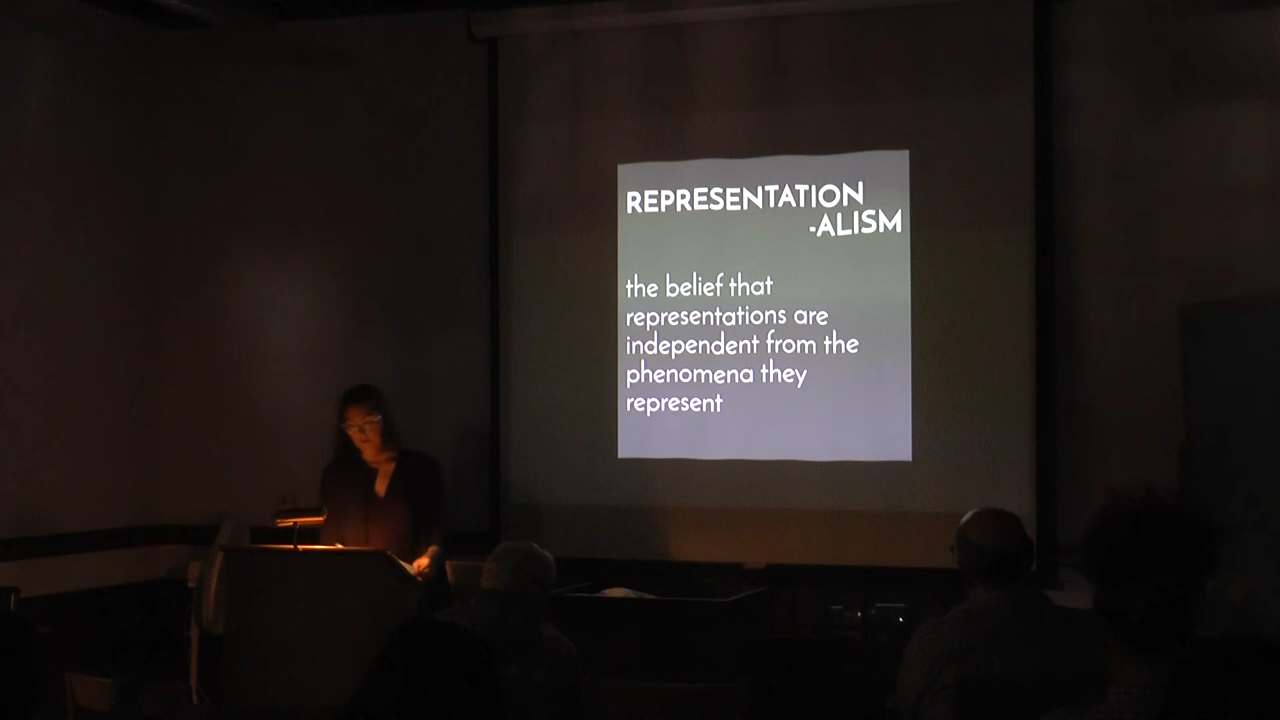 REPRESENTATION
-ALISM
the belief that
representations are
independent from the
phenomena they
represent